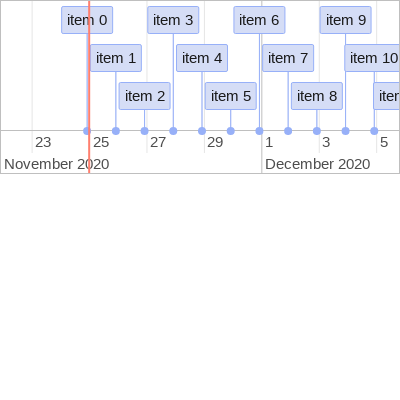 item 0 item 3 item 6 item 9
item 1 item 4 item 7 item 10
item 2 item 5 item 8
23 25 27 29 1 3 5
November 2020 December 2020